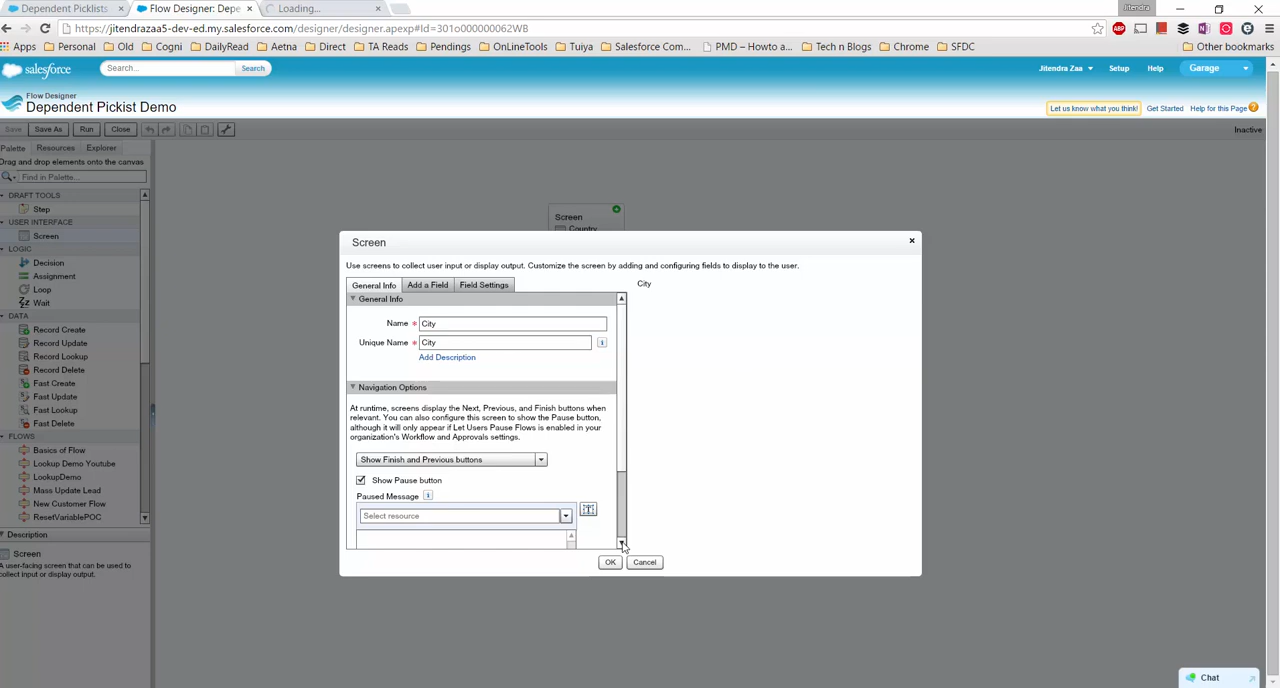 Dependent Picklists
Flow Designer: Depe
Loading...
Jitendra
https://jitendrazaa5-dev-ed.my.salesforce.com/designer/designer.apexp#Id=301o0000000062WB
Apps
Personal
Old
Cogni
DailyRead
Aetna
Direct
TA Reads
Pendings
OnLineTools
Tuiya
Salesforce Com...
PMD – Howto a...
Tech n Blogs
Chrome
SFDC
Other bookmarks
salesforce
Search...
Search
Jitendra Zaa
Setup
Help
Garage
Flow Designer
Dependent Pickist Demo
Let us know what you think!
Get Started
Help for this Page
Save
Save As
Run
Close
Inactive
Palette
Resources
Explorer
Drag and drop elements onto the canvas
Find in Palette...
DRAFT TOOLS
Step
USER INTERFACE
Screen
LOGIC
Decision
Assignment
Loop
Wait
DATA
Record Create
Record Update
Record Lookup
Record Delete
Fast Create
Fast Update
Fast Lookup
Fast Delete
FLOWS
Basics of Flow
Lookup Demo Youtube
LookupDemo
Mass Update Lead
New Customer Flow
ResetVariablePOC
Description
Screen
A user-facing screen that can be used to
collect input or display output.
Screen
Country
Screen
Use screens to collect user input or display output. Customize the screen by adding and configuring fields to display to the user.
General Info
Add a Field
Field Settings
City
General Info
Name * City
Unique Name * City
Add Description
Navigation Options
At runtime, screens display the Next, Previous, and Finish buttons when
relevant. You can also configure this screen to show the Pause button,
although it will only appear if Let Users Pause Flows is enabled in your
organization's Workflow and Approvals settings.
Show Finish and Previous buttons
Show Pause button
Paused Message
Select resource
OK
Cancel
Chat